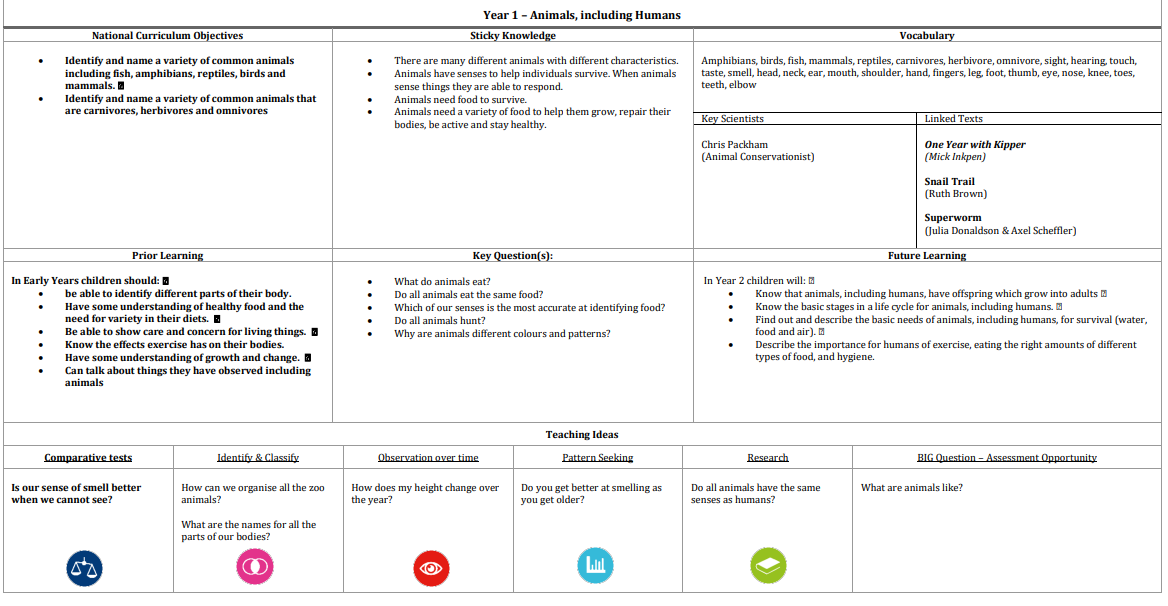 Year 1 – Animals, including Humans
National Curriculum Objectives
• Identify and name a variety of common animals
including fish, amphibians, reptiles, birds and
mammals.
• Identify and name a variety of common animals that
are carnivores, herbivores and omnivores
Sticky Knowledge
• There are many different animals with different characteristics.
• Animals have senses to help individuals survive. When animals
sense things they are able to respond.
• Animals need food to survive.
• Animals need a variety of food to help them grow, repair their
bodies, be active and stay healthy.
Vocabulary
Amphibians, birds, fish, mammals, reptiles, carnivores, herbivore, omnivore, sight, hearing, touch,
taste, smell, head, neck, ear, mouth, shoulder, hand, fingers, leg, foot, thumb, eye, nose, knee, toes,
teeth, elbow
Key Scientists
Chris Packham
(Animal Conservationist)
Linked Texts
One Year with Kipper
(Mick Inkpen)
Snail Trail
(Ruth Brown)
Superworm
(Julia Donaldson & Axel Scheffler)
Prior Learning
In Early Years children should:
• be able to identify different parts of their body.
• Have some understanding of healthy food and the
need for variety in their diets.
• Be able to show care and concern for living things.
• Know the effects exercise has on their bodies.
• Have some understanding of growth and change.
• Can talk about things they have observed including
animals
Key Question(s):
• What do animals eat?
• Do all animals eat the same food?
• Which of our senses is the most accurate at identifying food?
• Do all animals hunt?
• Why are animals different colours and patterns?
Future Learning
In Year 2 children will:
• Know that animals, including humans, have offspring which grow into adults
• Know the basic stages in a life cycle for animals, including humans.
• Find out and describe the basic needs of animals, including humans, for survival (water,
food and air).
• Describe the importance for humans of exercise, eating the right amounts of different
types of food, and hygiene.
Teaching Ideas
Comparative tests
Is our sense of smell better
when we cannot see?
Identify & Classify
How can we organise all the zoo
animals?
What are the names for all the
parts of our bodies?
Observation over time
How does my height change over
the year?
Pattern Seeking
Do you get better at smelling as
you get older?
Research
Do all animals have the same
senses as humans?
BIG Question – Assessment Opportunity
What are animals like?